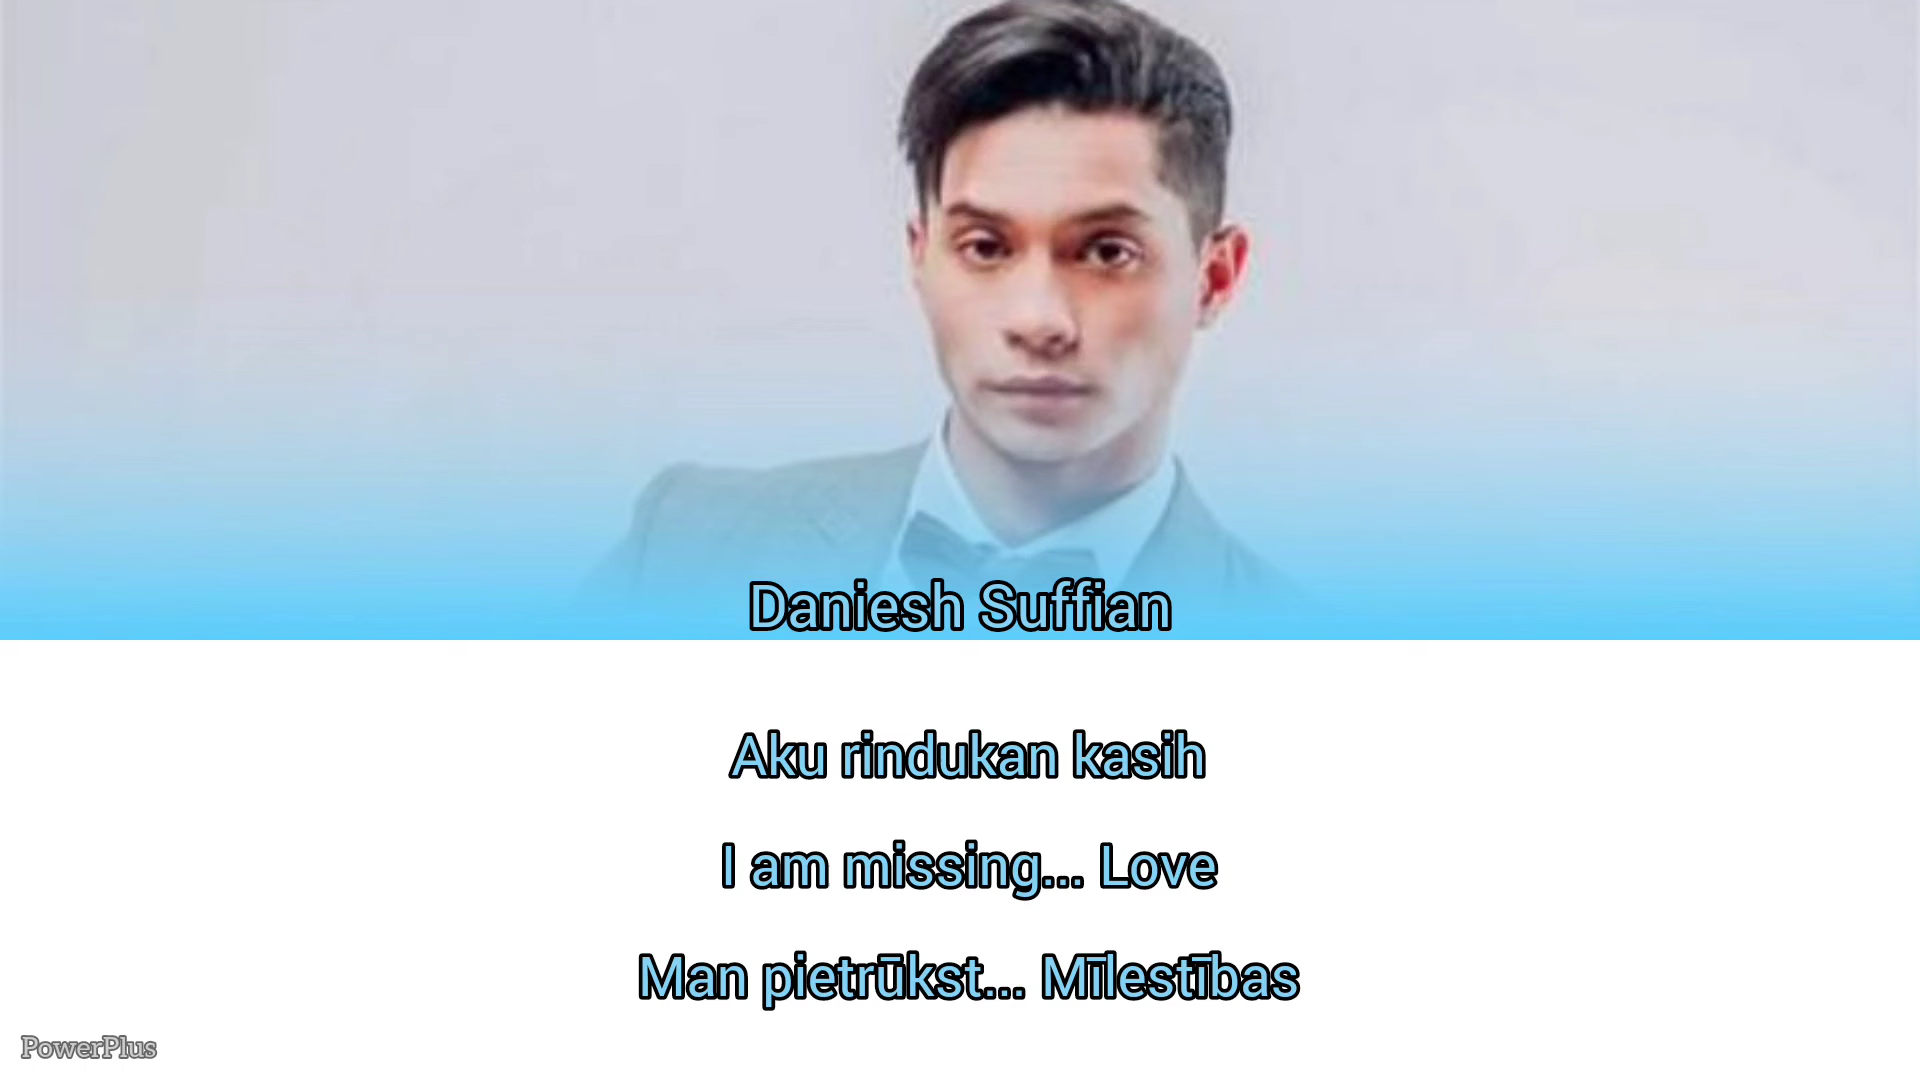 Daniesh Suffian
Aku rindukan kasih
I am missing... Love
Man pietrūkst... Mīlestības
PowerPlus